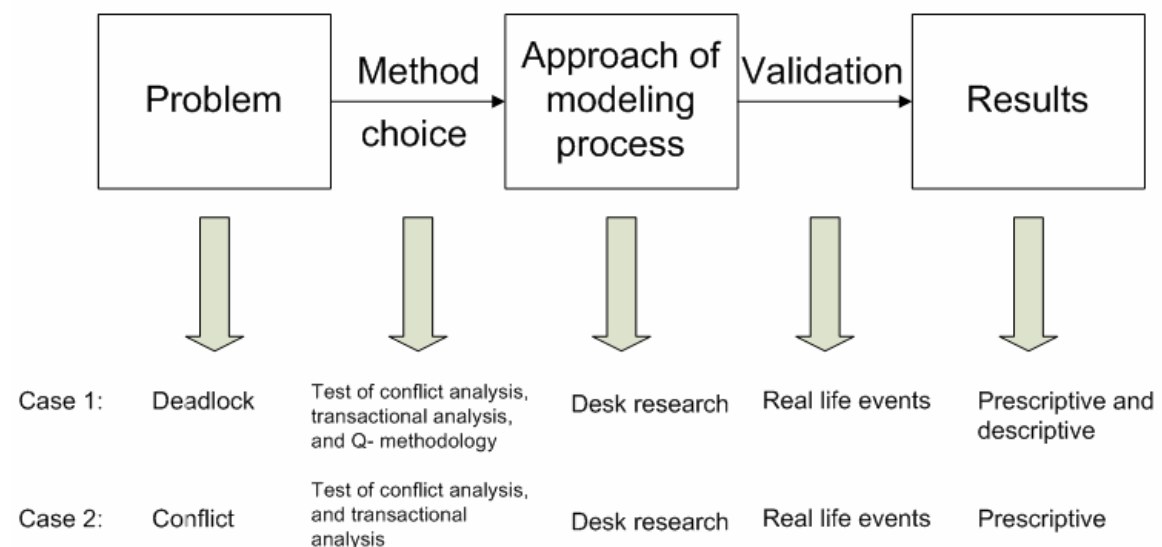 Problem
Method
choice
Approach of
modeling
process
Validation
Results
Case 1:
Deadlock
Test of conflict analysis,
transactional analysis,
and Q- methodology
Desk research
Real life events
Prescriptive and
descriptive
Case 2:
Conflict
Test of conflict analysis,
and transactional
analysis
Desk research
Real life events
Prescriptive